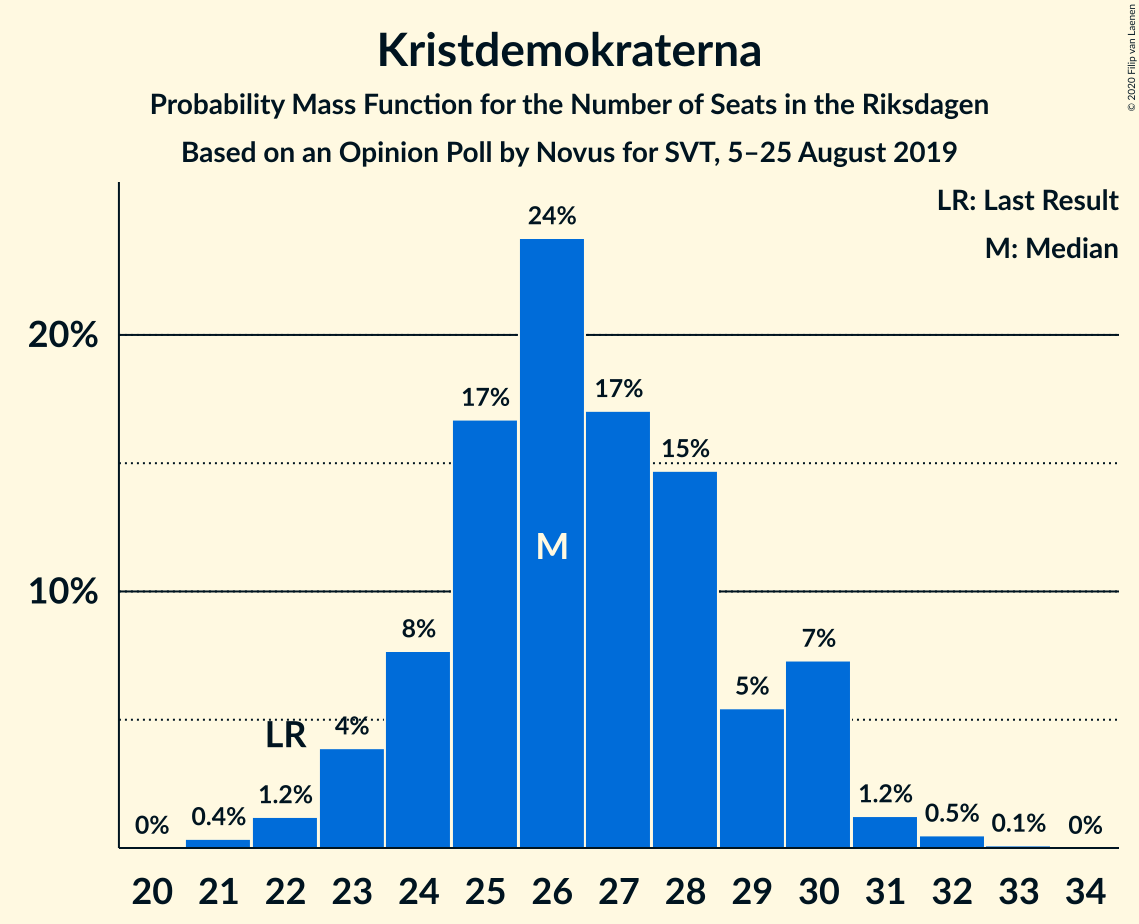 Kristdemokraterna
Probability Mass Function for the Number of Seats in the Riksdagen
Based on an Opinion Poll by Novus for SVT, 5–25 August 2019
© 2020 Filip van Laenen
LR: Last Result
M: Median
20%
10%
0%
0.4%
1.2%
LR
4%
8%
17%
24%
M
17%
15%
5%
7%
1.2%
0.5%
0.1%
0%
20 21 22 23 24 25 26 27 28 29 30 31 32 33 34